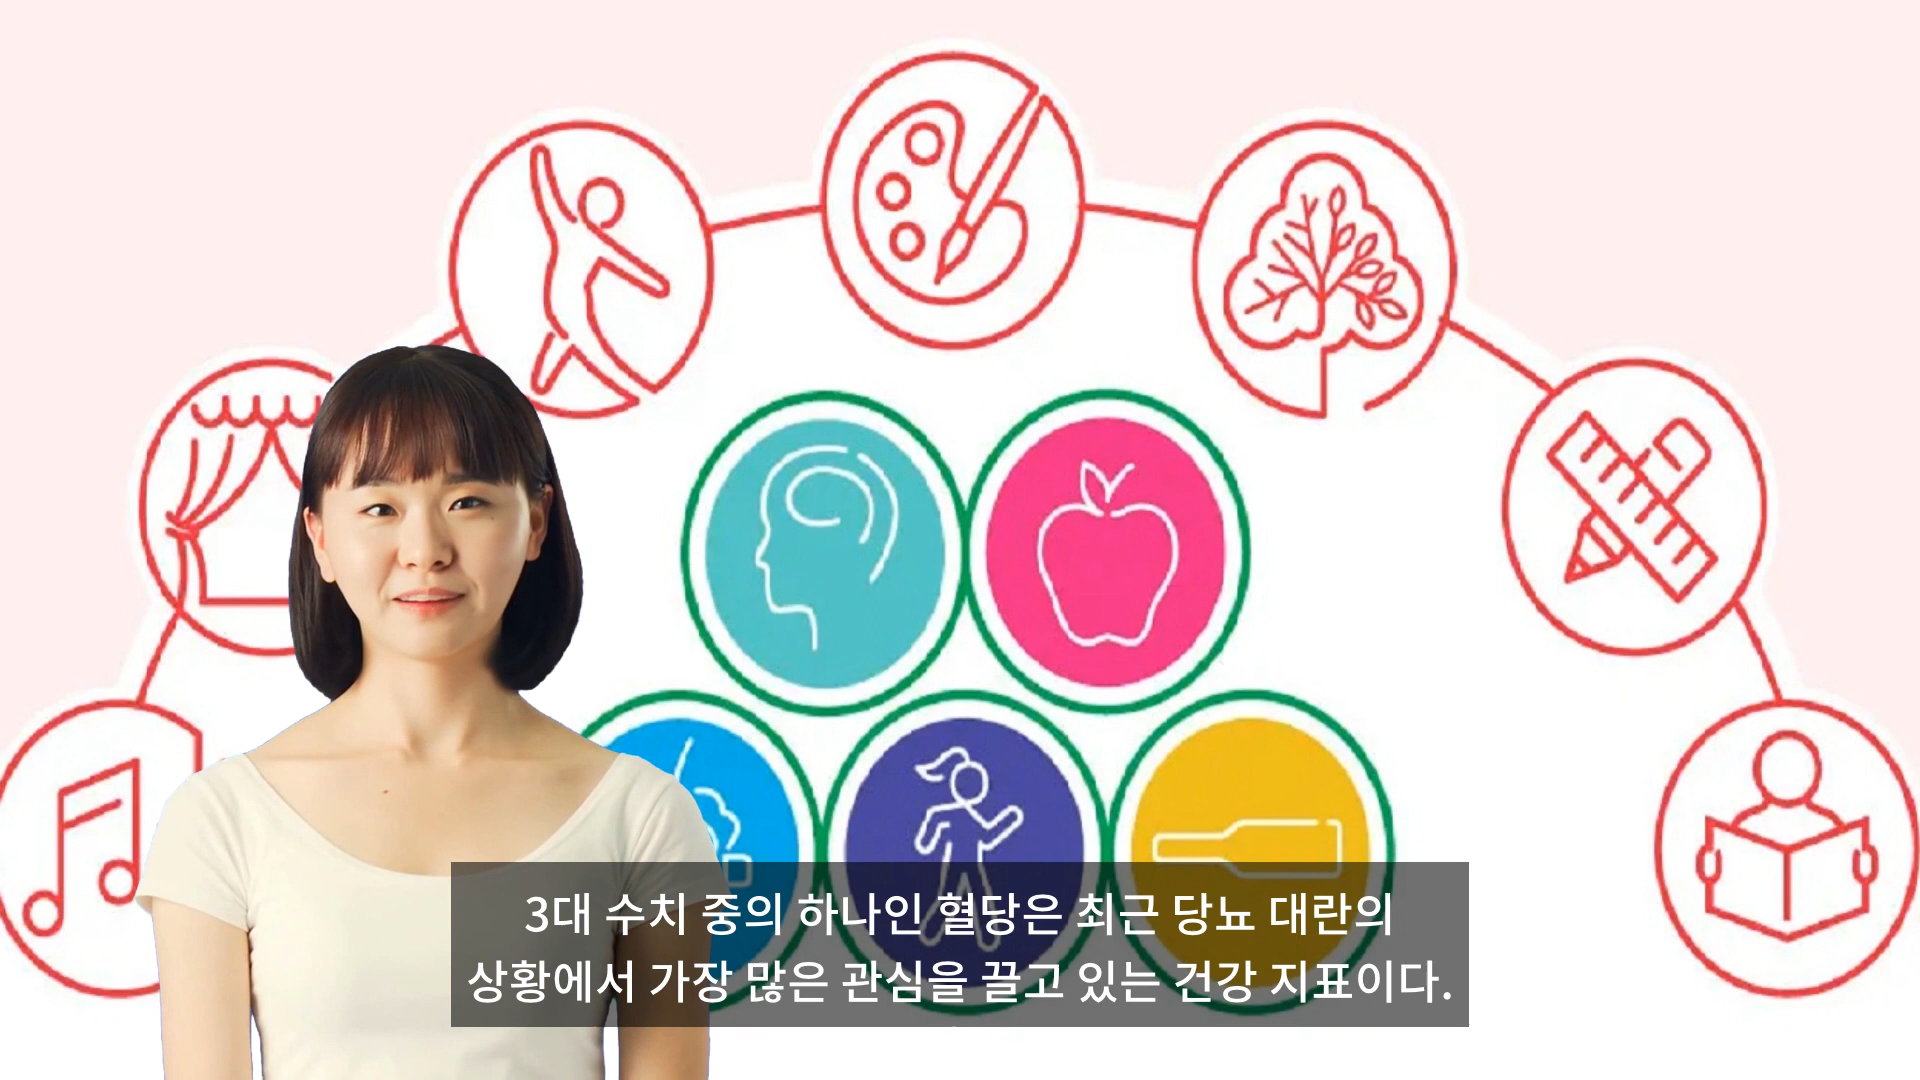 3대 수치 중의 하나인 혈당은 최근 당뇨 대란의
상황에서 가장 많은 관심을 끌고 있는 건강 지표이다.